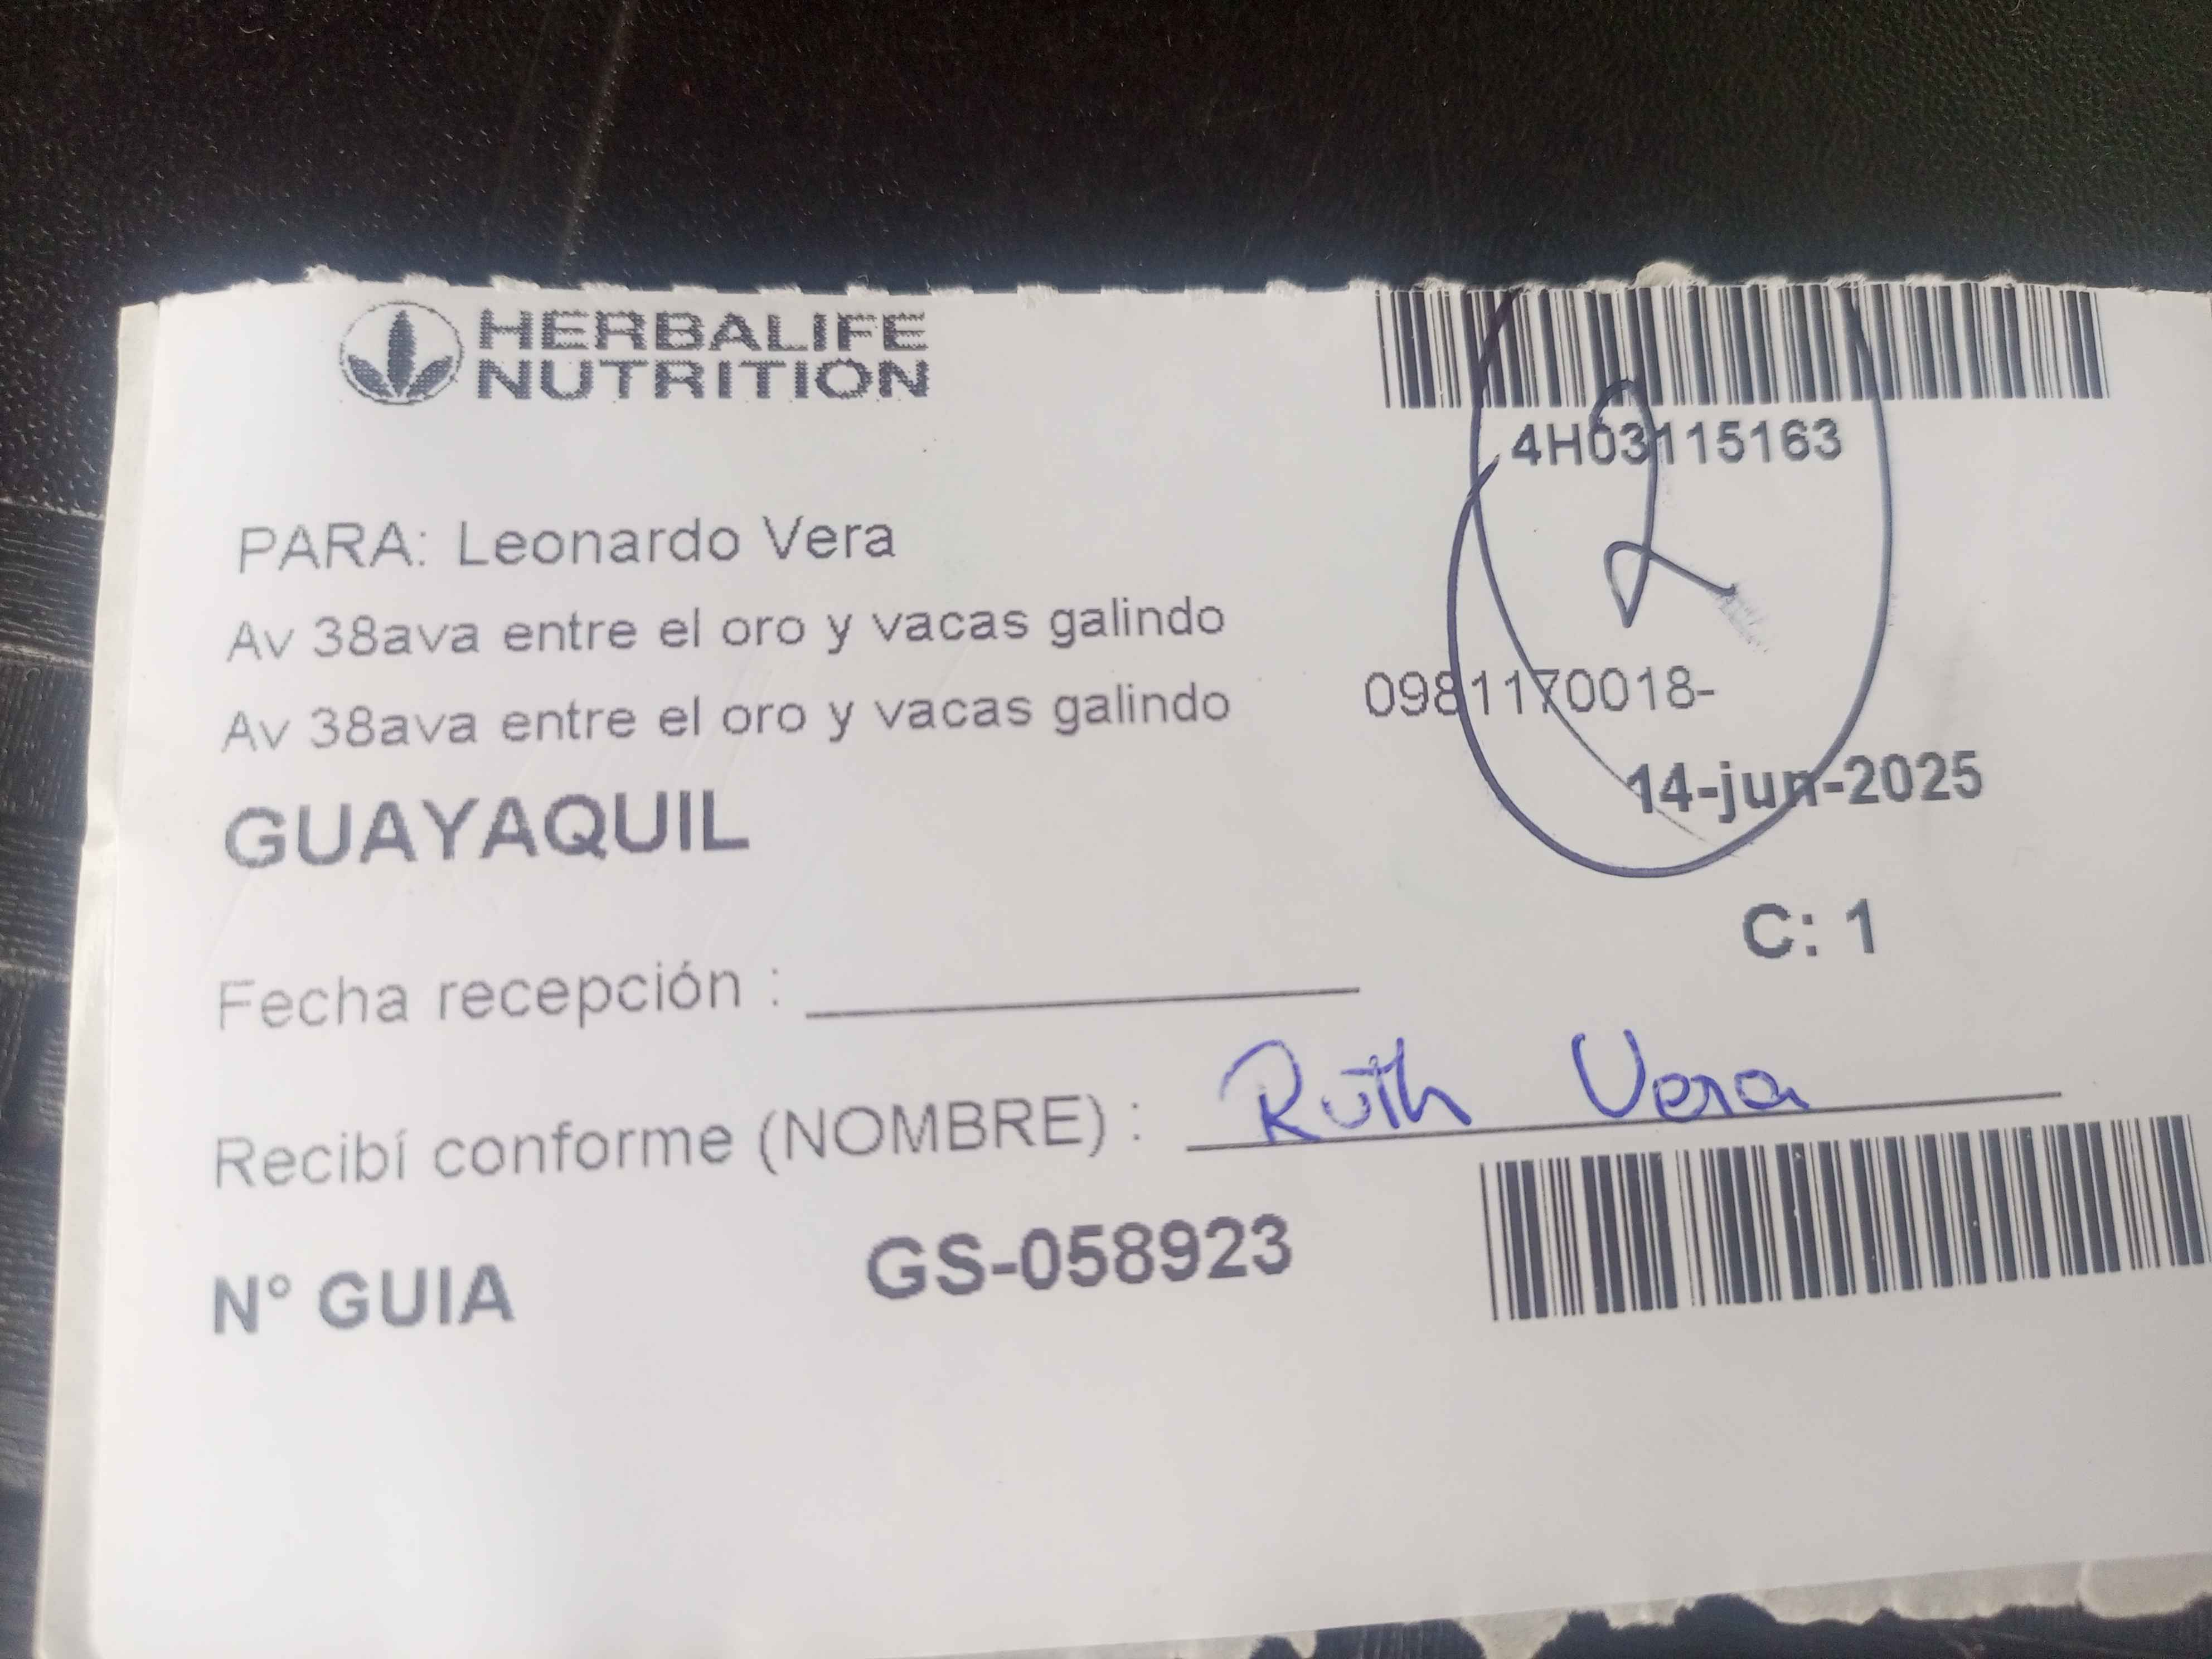 HERBALIFE
NUTRITION
4H03115163
2
PARA: Leonardo Vera
Av 38ava entre el oro y vacas galindo
Av 38ava entre el oro y vacas galindo
0981170018-
GUAYAQUIL
14-jun-2025
C: 1
Fecha recepción :
Recibí conforme (NOMBRE) : Ruth Vera
N° GUIA GS-058923